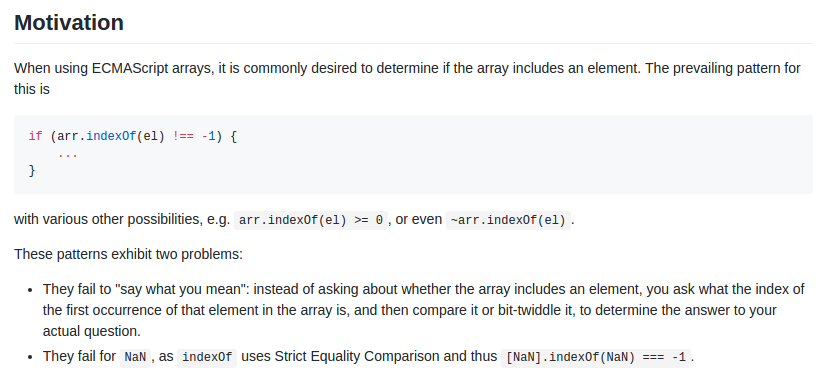 Motivation
When using ECMAScript arrays, it is commonly desired to determine if the array includes an element. The prevailing pattern for
this is
if (arr.indexOf(el) !== -1) {
    ...
}
with various other possibilities, e.g. arr.indexOf(el) >= 0 , or even ~arr.indexOf(el) .
These patterns exhibit two problems:
• They fail to "say what you mean": instead of asking about whether the array includes an element, you ask what the index of
the first occurrence of that element in the array is, and then compare it or bit-twiddle it, to determine the answer to your
actual question.
• They fail for NaN , as indexOf uses Strict Equality Comparison and thus [NaN].indexOf(NaN) === -1 .